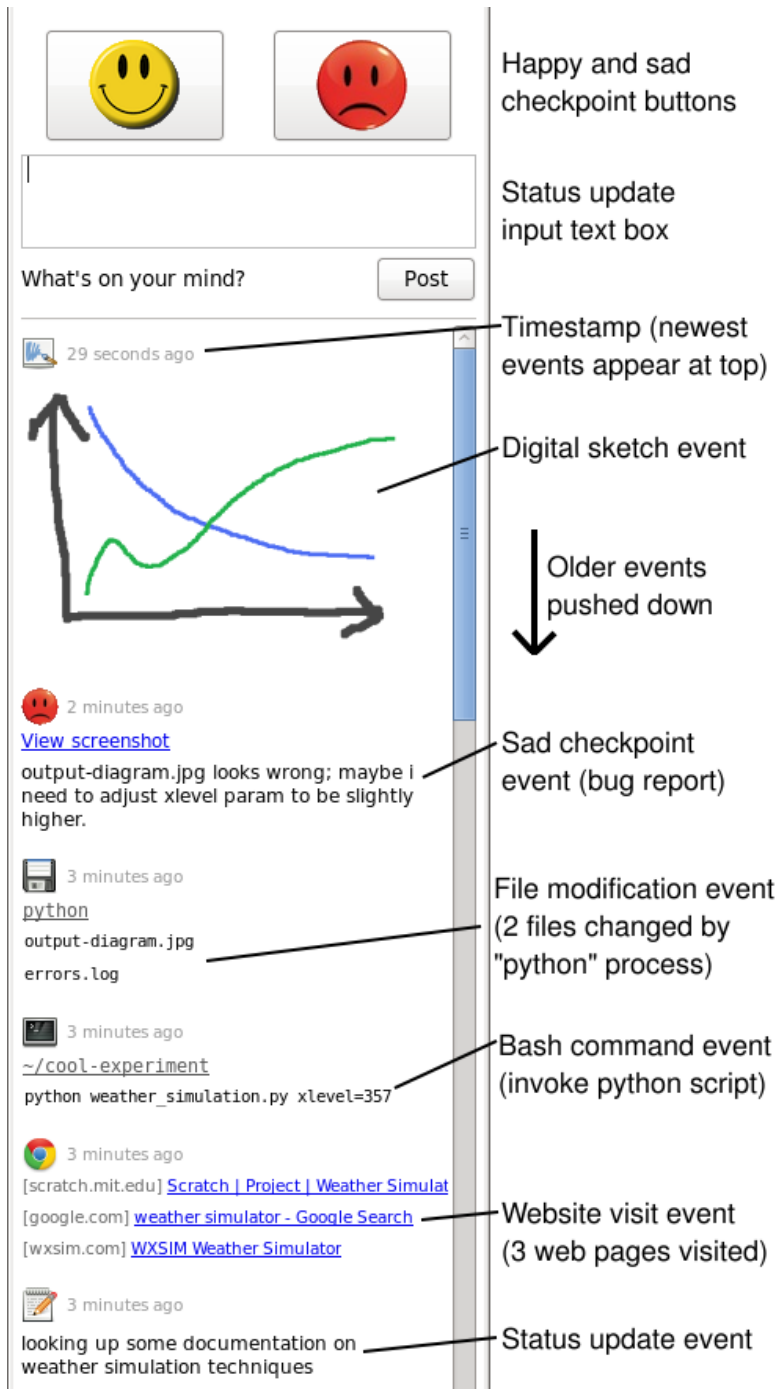 Happy and sad
checkpoint buttons
Status update
input text box
What's on your mind?
Post
29 seconds ago
Timestamp (newest
events appear at top)
Digital sketch event
Older events
pushed down
2 minutes ago
View screenshot
output-diagram.jpg looks wrong; maybe i
need to adjust xlevel param to be slightly
higher.
Sad checkpoint
event (bug report)
3 minutes ago
python
output-diagram.jpg
errors.log
File modification event
(2 files changed by
"python" process)
3 minutes ago
~/cool-experiment
python weather_simulation.py xlevel=357
Bash command event
(invoke python script)
3 minutes ago
[scratch.mit.edu] Scratch | Project | Weather Simulat
[google.com] weather simulator - Google Search
[wxsim.com] WXSIM Weather Simulator
Website visit event
(3 web pages visited)
3 minutes ago
looking up some documentation on
weather simulation techniques
Status update event